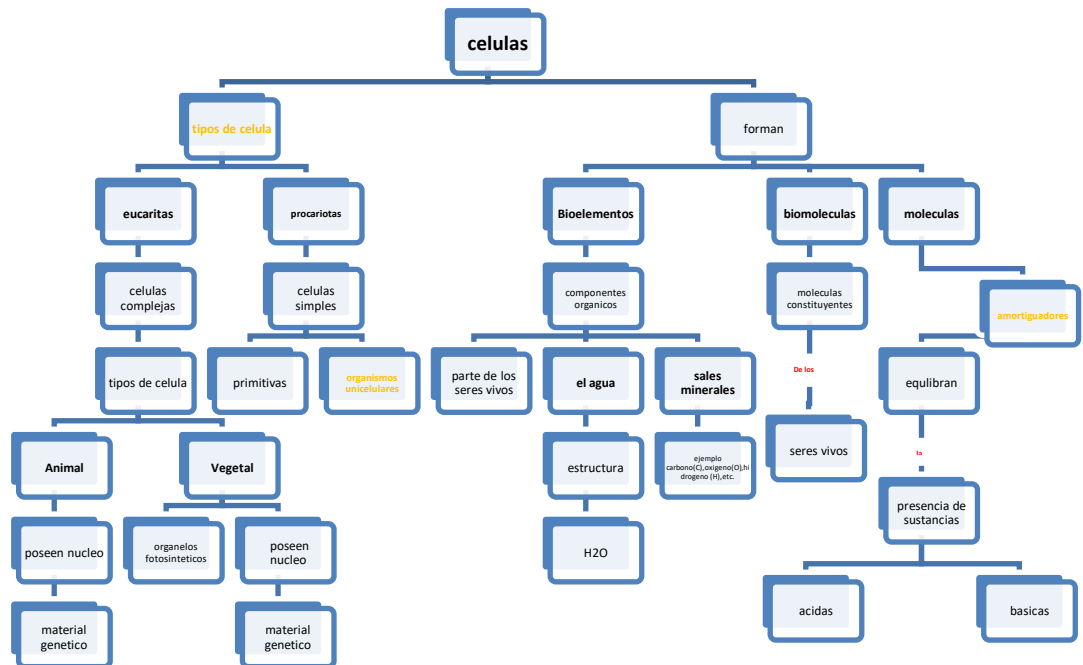 celulas
tipos de celula
forman
eucaritas
procariotas
Bioelementos
biomoleculas
moleculas
celulas
complejas
celulas
simples
componentes
organicos
moleculas
constituyentes
amortiguadores
tipos de celula
primitivas
organismos
unicelulares
parte de los
seres vivos
el agua
sales
minerales
De los
equlibran
Animal
Vegetal
estructura
ejemplo
carbono(C),oxigeno(O),hi
drogeno (H),etc.
seres vivos
la
presencia de
sustancias
poseen nucleo
organelos
fotosinteticos
poseen
nucleo
H2O
material
genetico
material
genetico
acidas
basicas